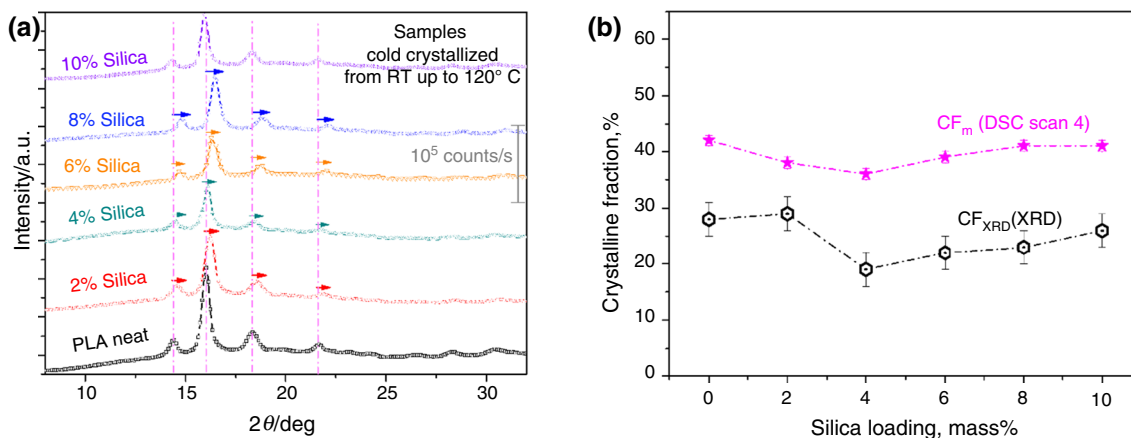 (a)
Samples
cold crystallized
from RT up to 120° C
10% Silica
8% Silica
6% Silica
10⁵ counts/s
4% Silica
2% Silica
PLA neat
Intensity/a.u.
10 15 20 25 30
2θ/deg
(b)
60
50
40
30
20
10
0
Crystalline fraction,%
CFₘ (DSC scan 4)
CF_XRD(XRD)
0 2 4 6 8 10
Silica loading, mass%